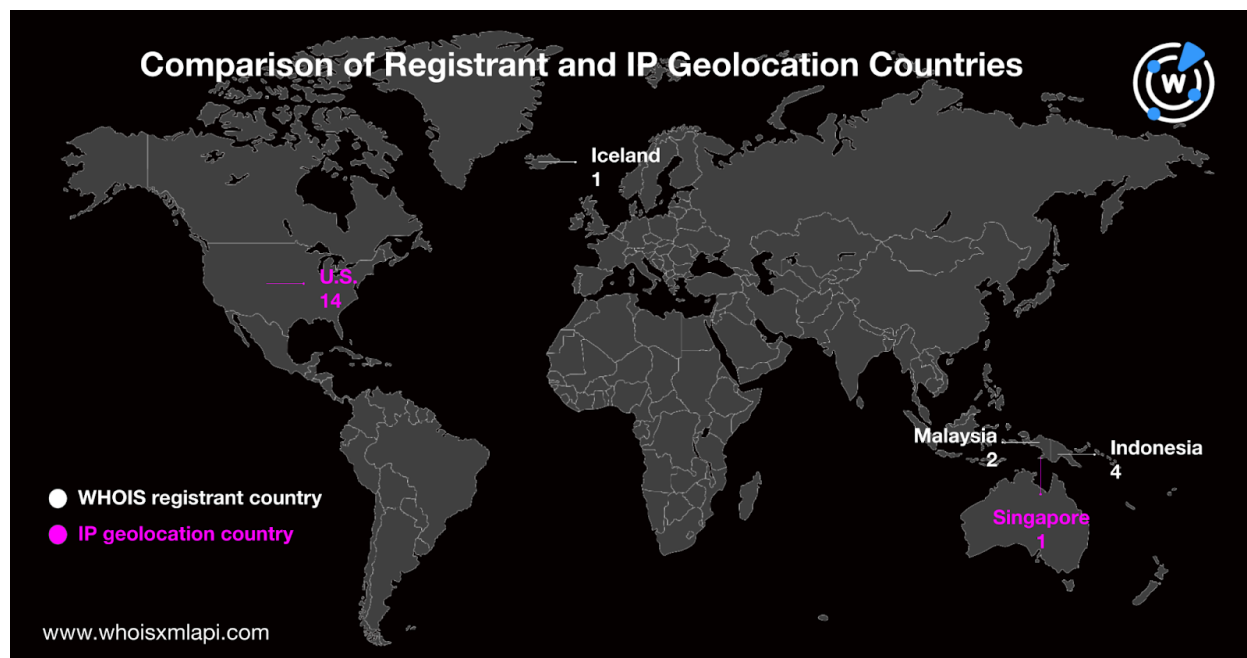 Comparison of Registrant and IP Geolocation Countries
W
Iceland
1
U.S.
14
Malaysia
2
Indonesia
4
Singapore
1
WHOIS registrant country
IP geolocation country
www.whoisxmlapi.com